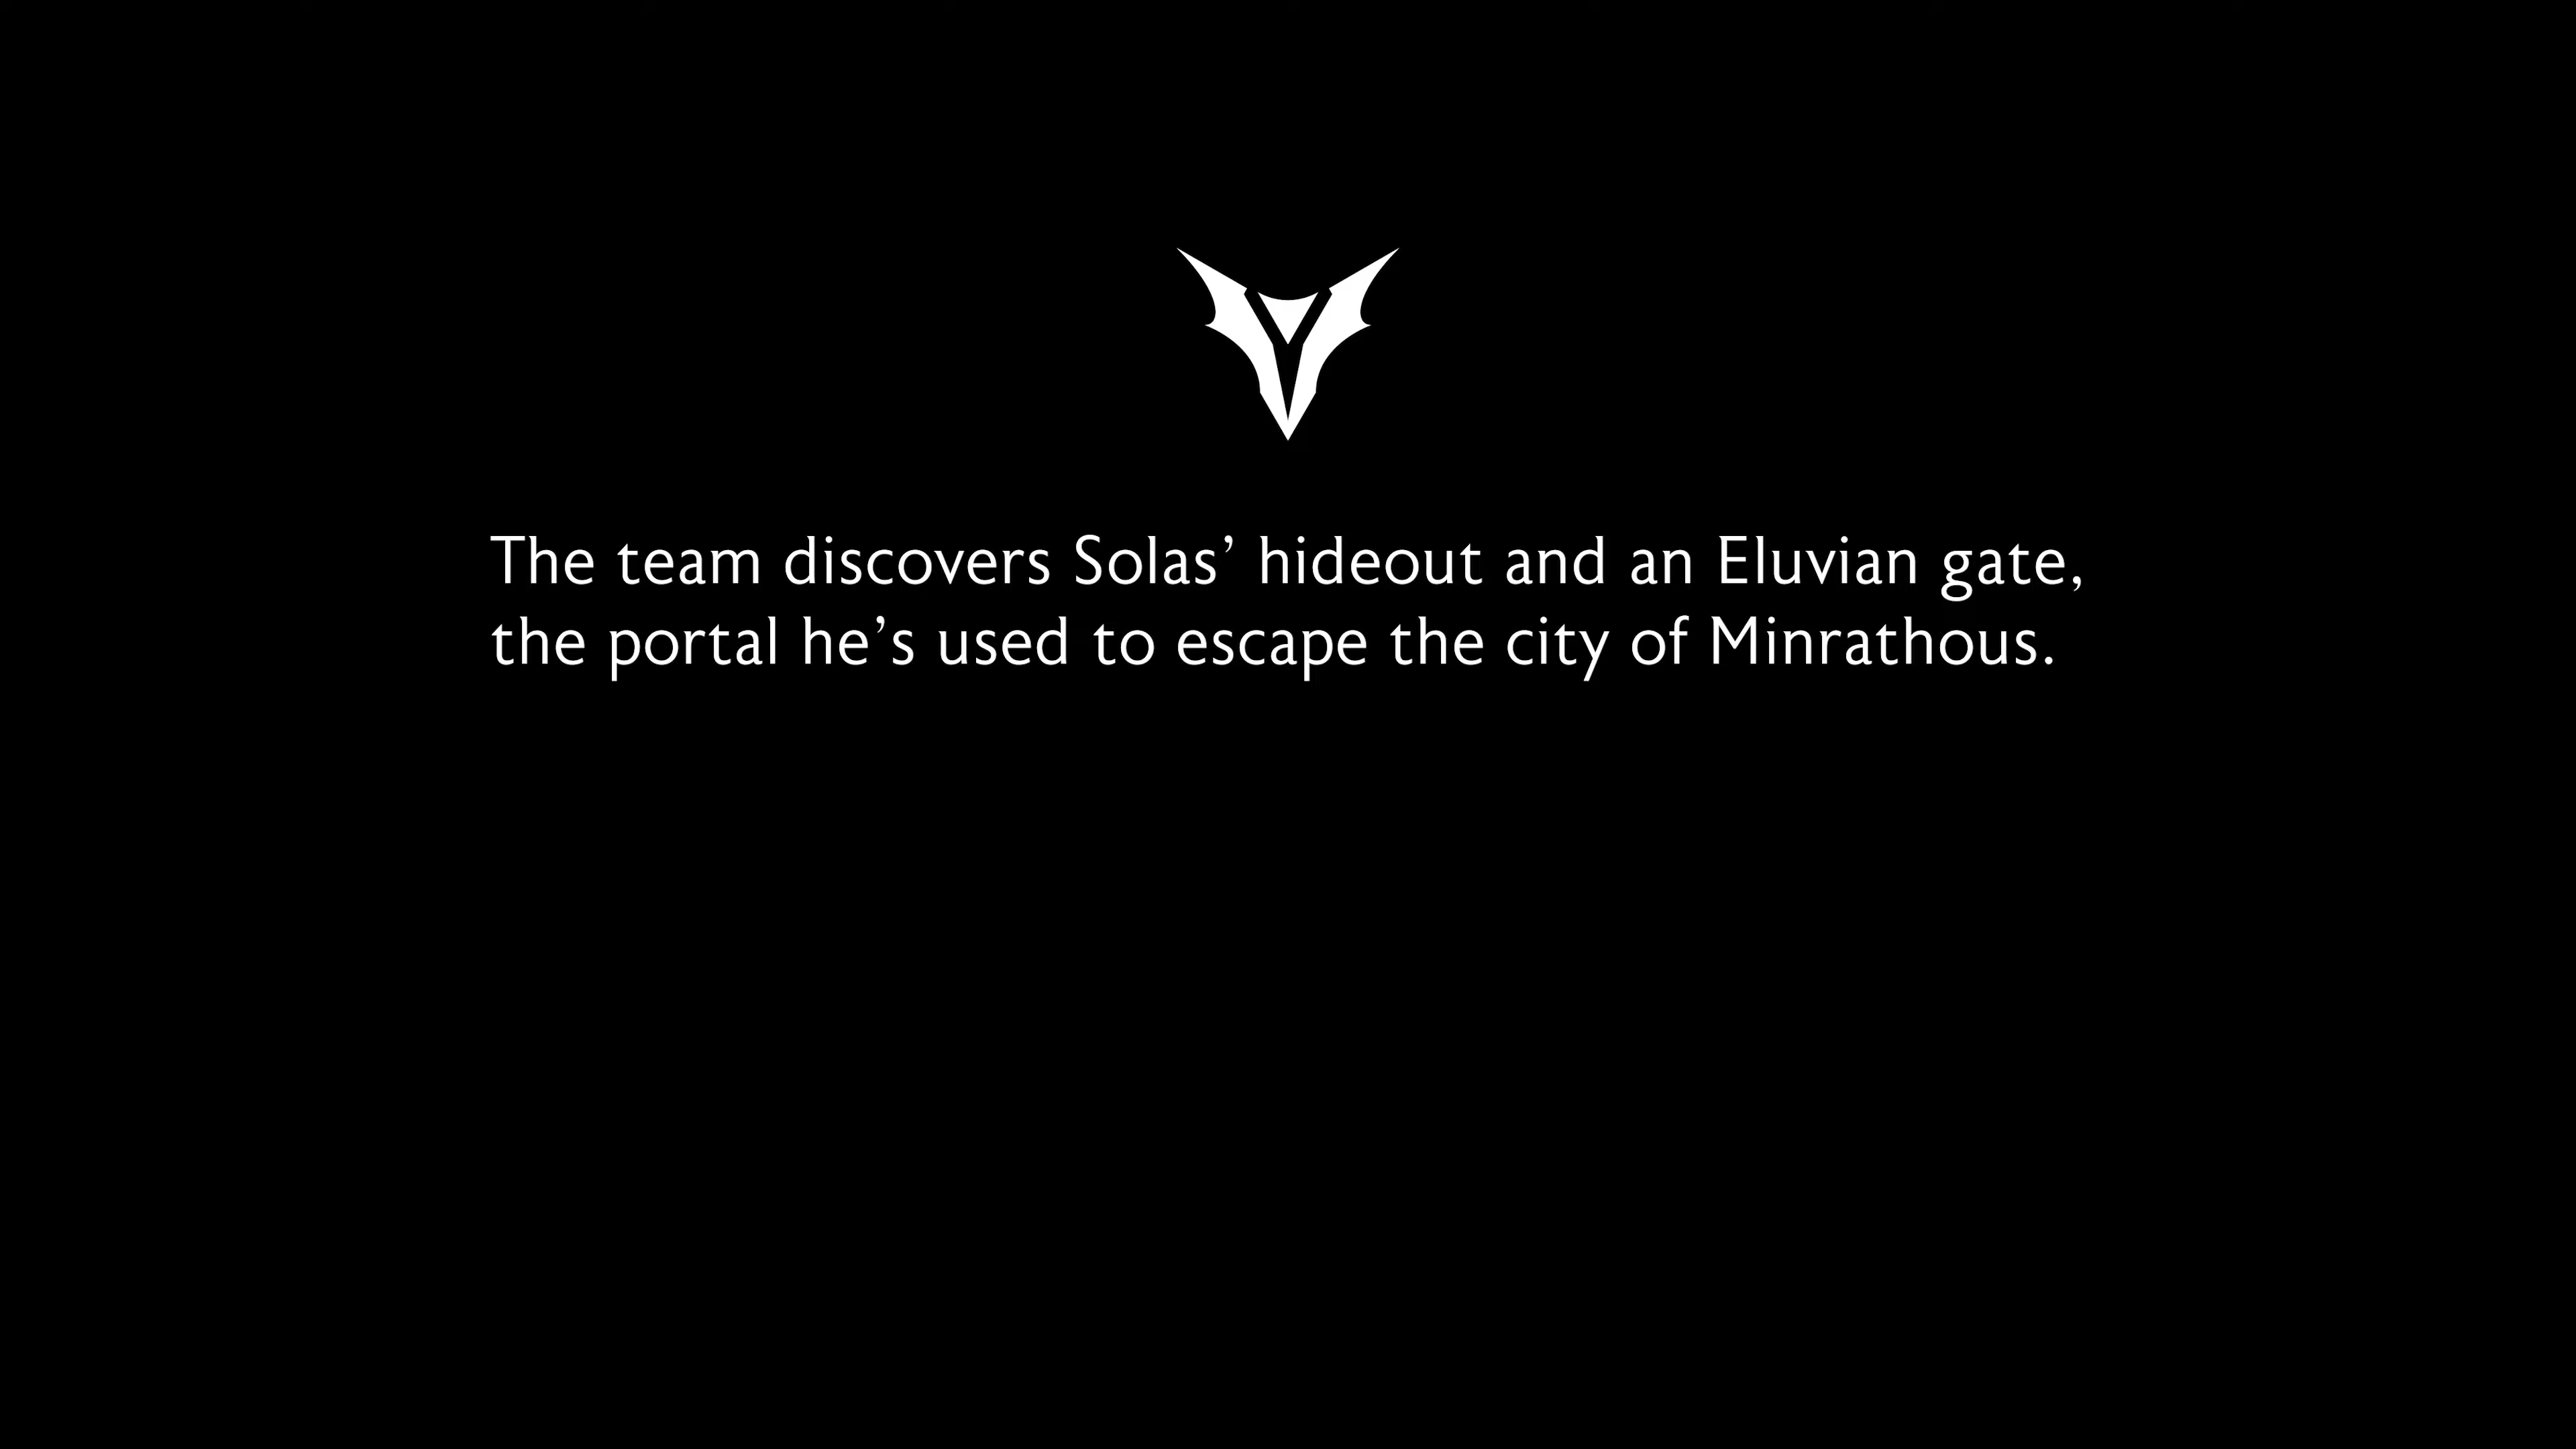 The team discovers Solas’ hideout and an Eluvian gate,
the portal he’s used to escape the city of Minrathous.